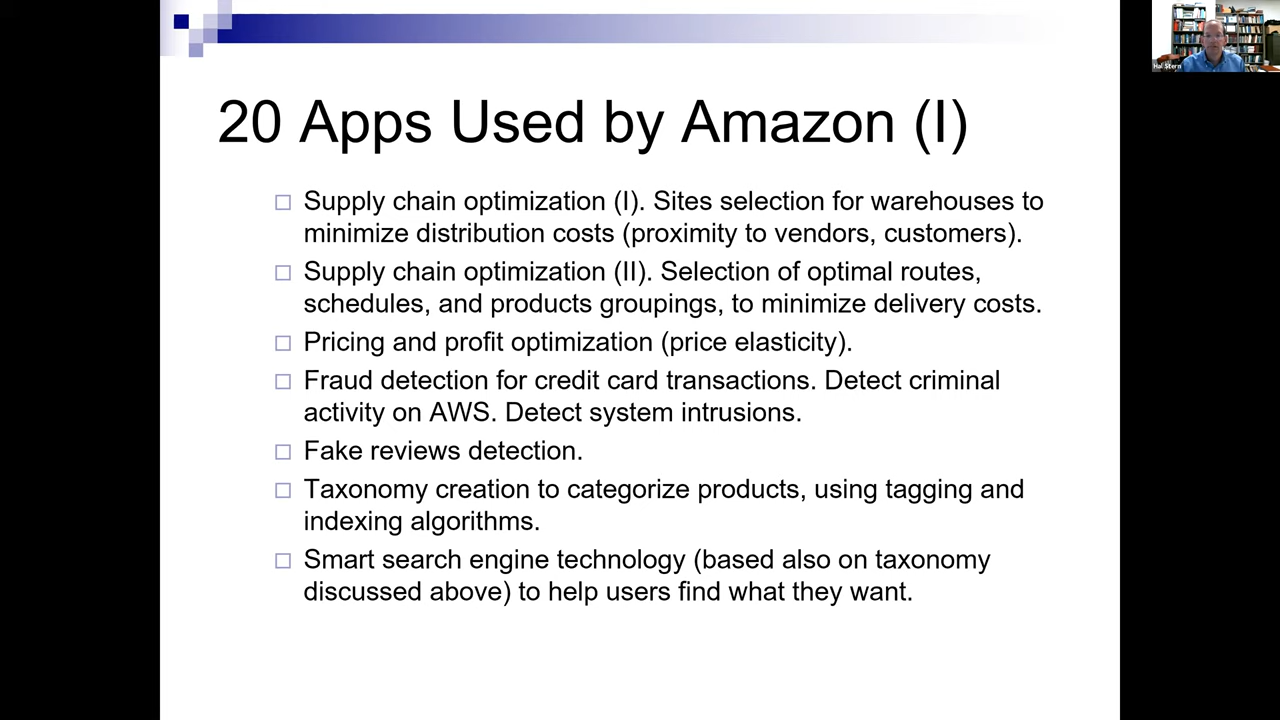 20 Apps Used by Amazon (I)
Supply chain optimization (I). Sites selection for warehouses to
minimize distribution costs (proximity to vendors, customers).
Supply chain optimization (II). Selection of optimal routes,
schedules, and products groupings, to minimize delivery costs.
Pricing and profit optimization (price elasticity).
Fraud detection for credit card transactions. Detect criminal
activity on AWS. Detect system intrusions.
Fake reviews detection.
Taxonomy creation to categorize products, using tagging and
indexing algorithms.
Smart search engine technology (based also on taxonomy
discussed above) to help users find what they want.
Hal Stern